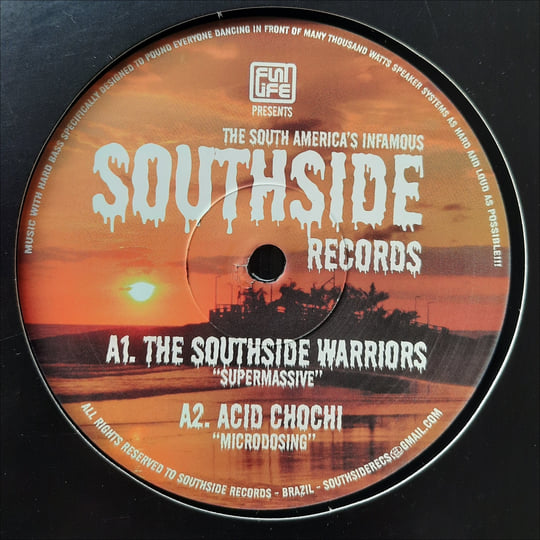 MUSIC WITH HARD BASS SPECIFICALLY DESIGNED TO POUND EVERYONE DANCING IN FRONT OF MANY THOUSAND WATTS SPEAKER SYSTEMS AS HARD AND LOUD AS POSSIBLE!!!
FUN
LIFE
PRESENTS
THE SOUTH AMERICA'S INFAMOUS
SOUTHSIDE
RECORDS
A1. THE SOUTHSIDE WARRIORS
"SUPERMASSIVE"
A2. ACID CHOCHI
"MICRODOSING"
ALL RIGHTS RESERVED TO SOUTHSIDE RECORDS - BRAZIL - SOUTHSIDERECS@GMAIL.COM